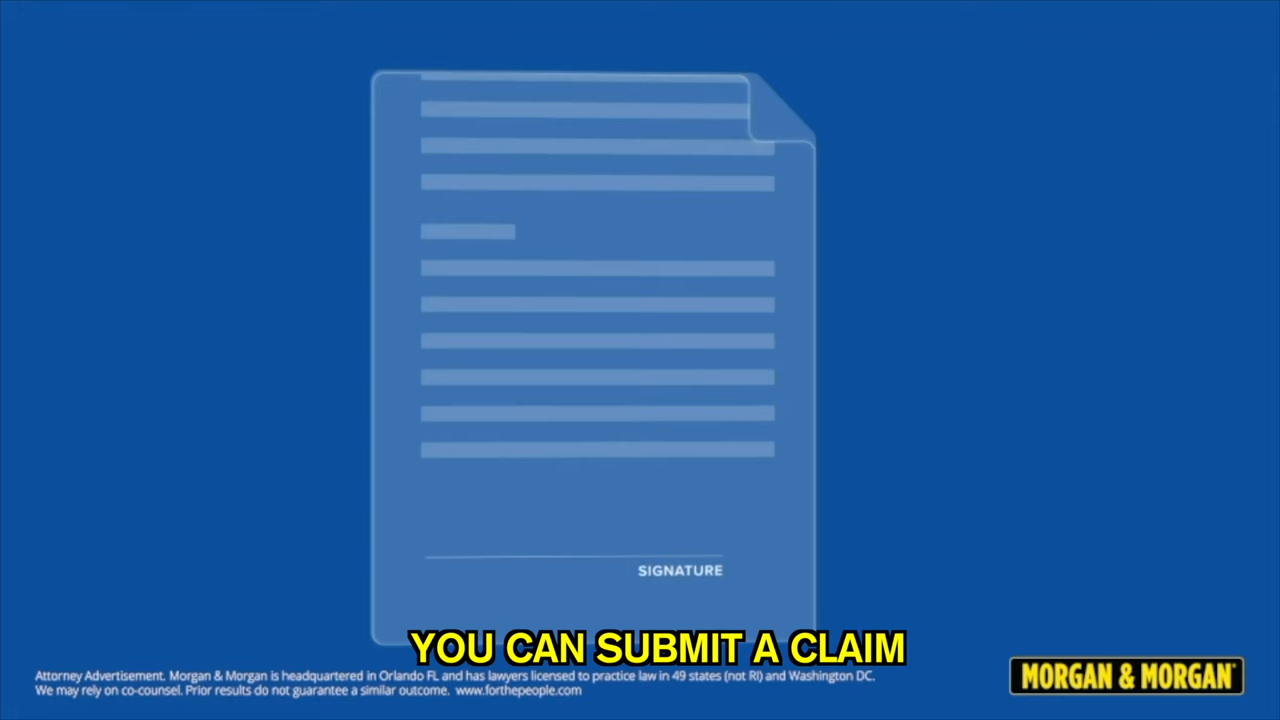 SIGNATURE
YOU CAN SUBMIT A CLAIM
Attorney Advertisement. Morgan & Morgan is headquartered in Orlando FL and has lawyers licensed to practice law in 49 states (not RI) and Washington DC.
We may rely on co-counsel. Prior results do not guarantee a similar outcome. www.forthepeople.com
MORGAN & MORGAN